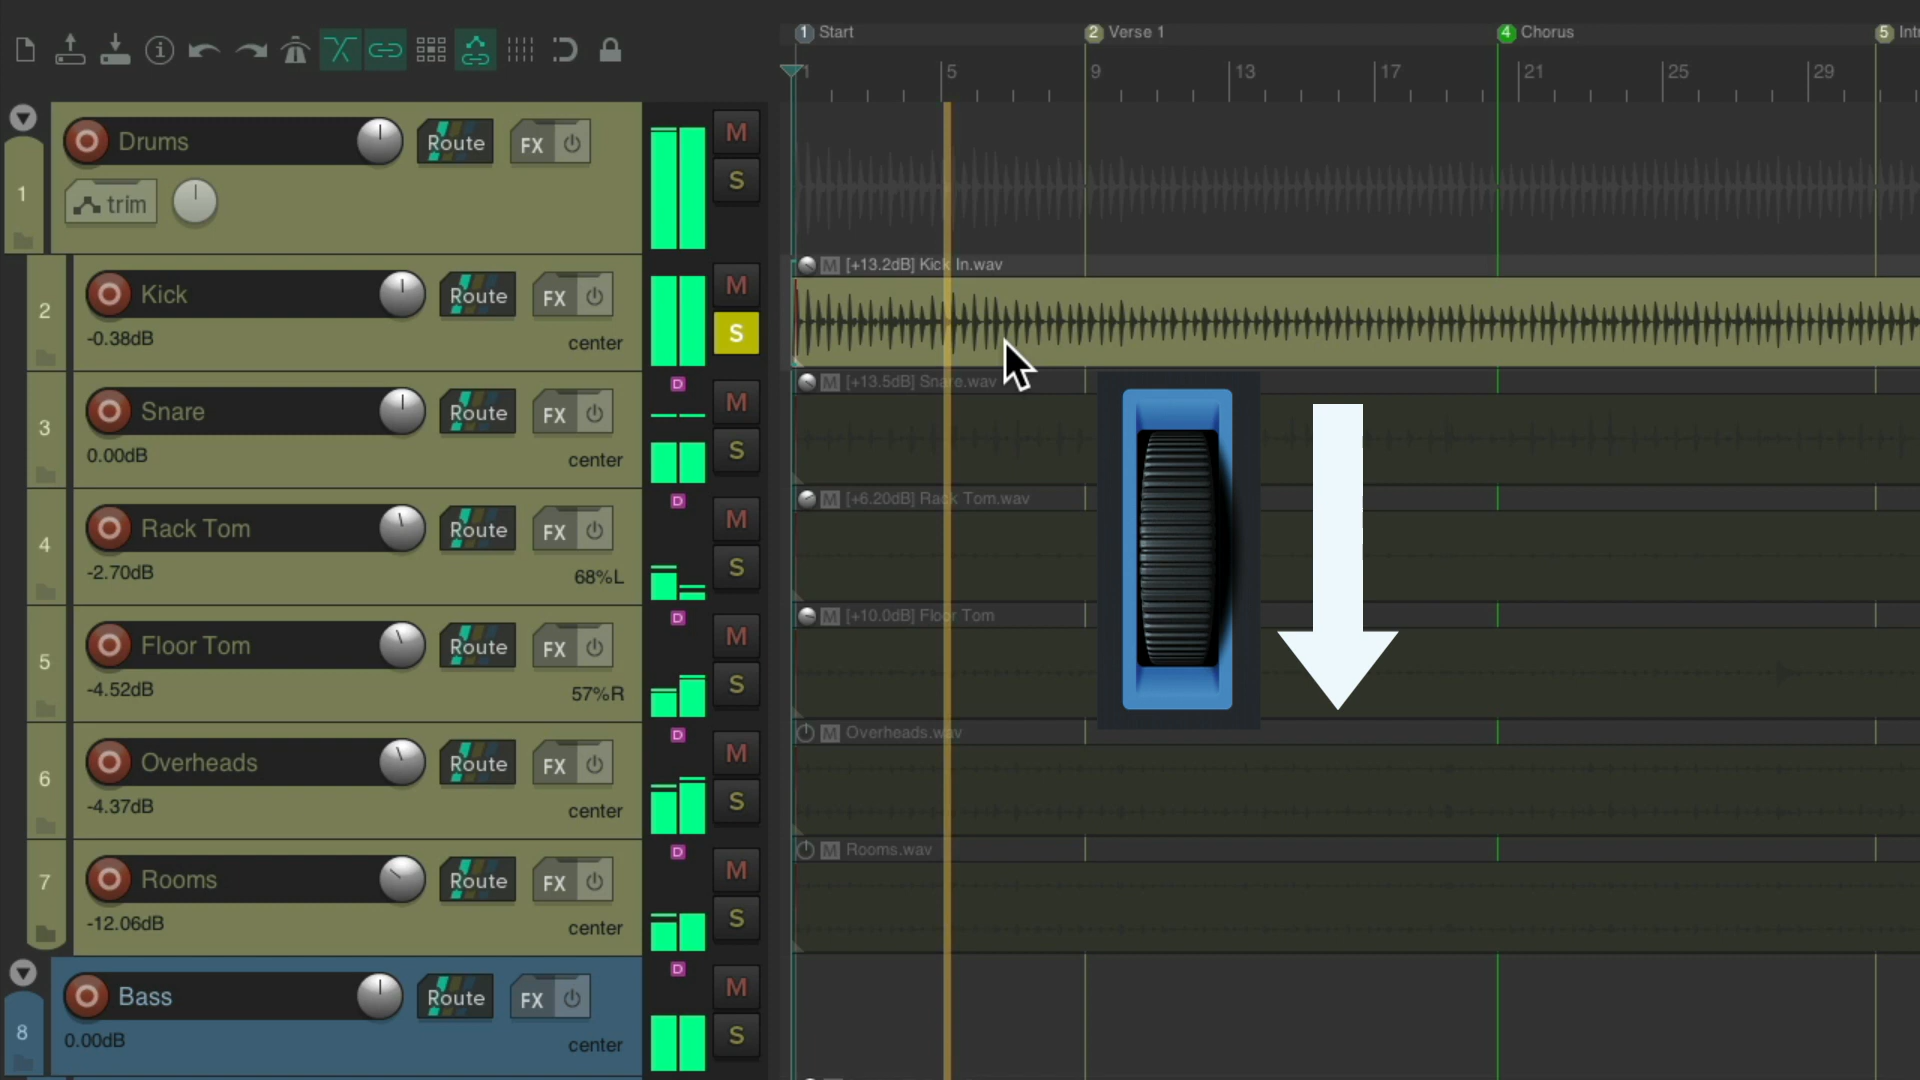 1 Start
2 Verse 1
4 Chorus
5
1
5
9
13
17
21
25
29
1
Drums
Route
FX
M
S
trim
2
Kick
Route
FX
M
S
-0.38dB
center
M [+13.2dB] Kick In.wav
3
Snare
Route
FX
D
M
S
0.00dB
center
M [+13.5dB] Snare.wav
4
Rack Tom
Route
FX
D
M
S
-2.70dB
68%L
M [+6.20dB] Rack Tom.wav
5
Floor Tom
Route
FX
D
M
S
-4.52dB
57%R
M [+10.0dB] Floor Tom
6
Overheads
Route
FX
D
M
S
-4.37dB
center
M Overheads.wav
7
Rooms
Route
FX
D
M
S
-12.06dB
center
M Rooms.wav
8
Bass
Route
FX
D
M
S
0.00dB
center